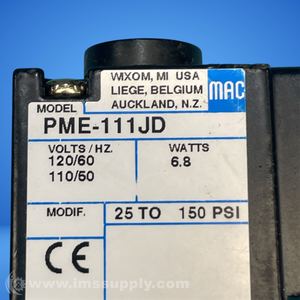 WIXOM, MI USA
LIEGE, BELGIUM
AUCKLAND, N.Z.
MAC
MODEL
PME-111JD
VOLTS / HZ.
WATTS
120/60
6.8
110/50
MODIF.
25 TO 150 PSI
CE
www.imssupply.com